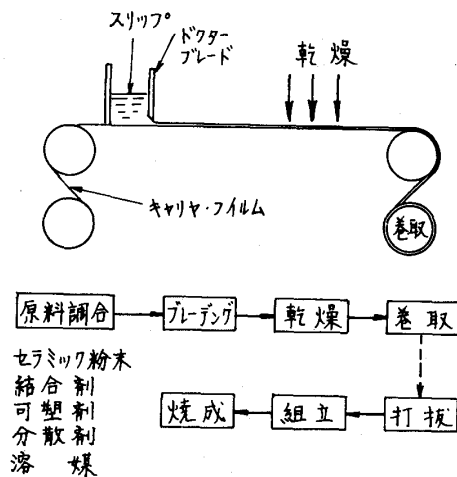 スリップ
ドクター
ブレード
乾燥
キャリヤ・フイルム
巻取
原料調合
ブレーデング
乾燥
巻取
セラミック粉末
結合剤
可塑剤
分散剤
溶媒
焼成
組立
打抜